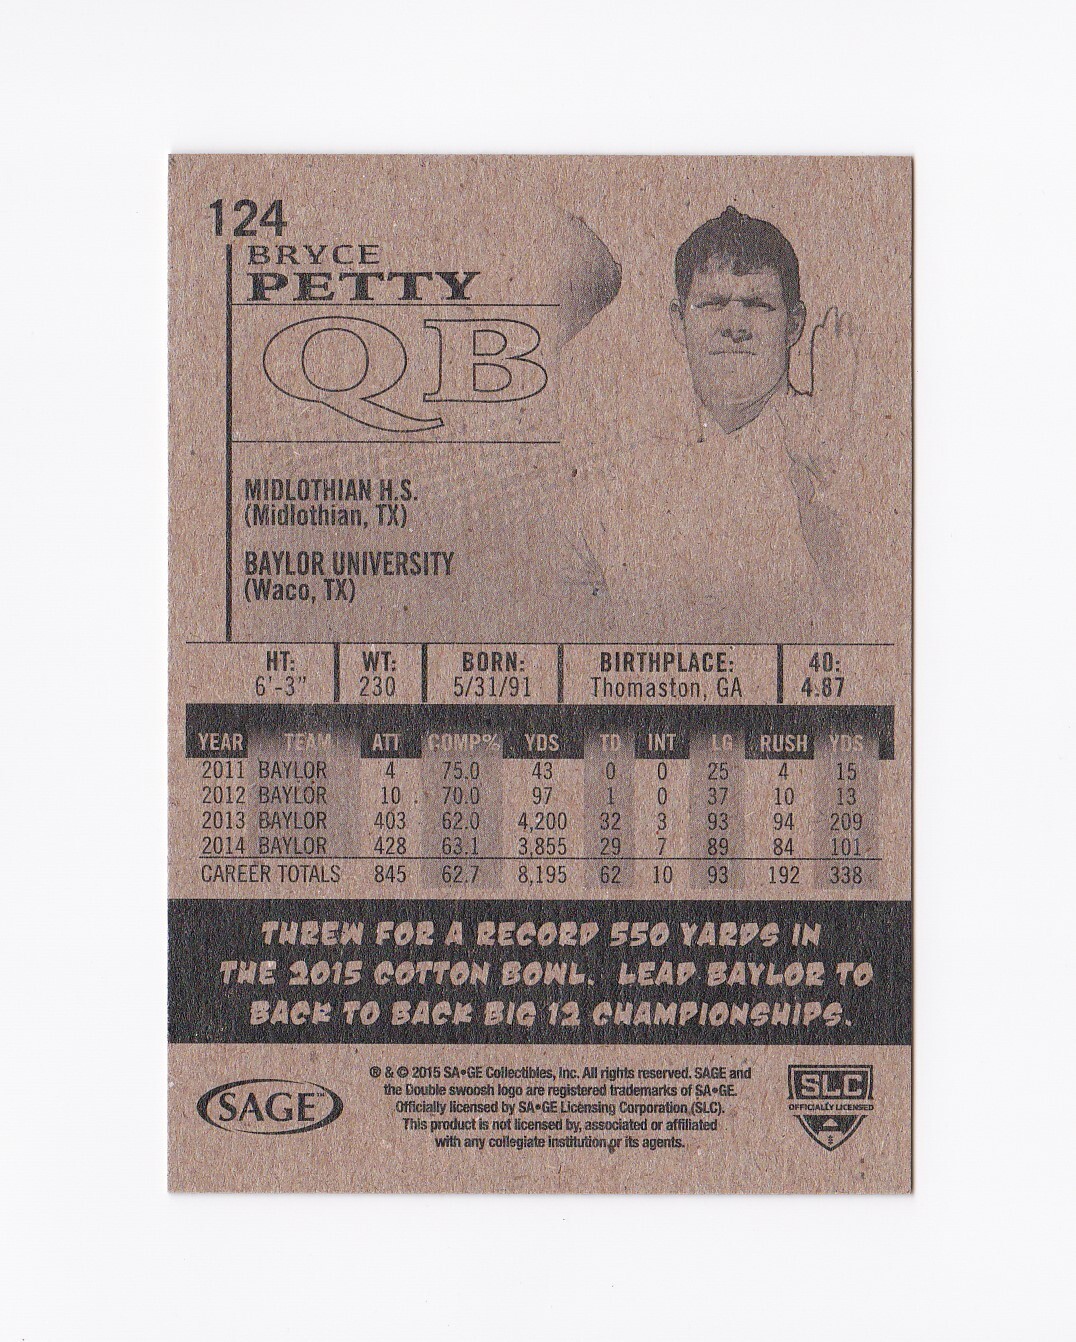 124
BRYCE
PETTY
QB
MIDLOTHIAN H.S.
(Midlothian, TX)
BAYLOR UNIVERSITY
(Waco, TX)
HT: WT: BORN: BIRTHPLACE: 40:
6'-3" 230 5/31/91 Thomaston, GA 4.87
YEAR TEAM ATT COMP% YDS TD INT LG RUSH YDS
2011 BAYLOR 4 75.0 43 0 0 25 4 15
2012 BAYLOR 10 70.0 97 1 0 37 10 13
2013 BAYLOR 403 62.0 4,200 32 3 93 94 209
2014 BAYLOR 428 63.1 3,855 29 7 89 84 101
CAREER TOTALS 845 62.7 8,195 62 10 93 192 338
THREW FOR A RECORD 550 YARDS IN
THE 2015 COTTON BOWL. LEAD BAYLOR TO
BACK TO BACK BIG 12 CHAMPIONSHIPS.
® & © 2015 SA•GE Collectibles, Inc. All rights reserved. SAGE and
the Double swoosh logo are registered trademarks of SA•GE.
Officially licensed by SA•GE Licensing Corporation (SLC).
This product is not licensed by, associated or affiliated
with any collegiate institution or its agents.
SAGE™
SLC
OFFICIALLY LICENSED